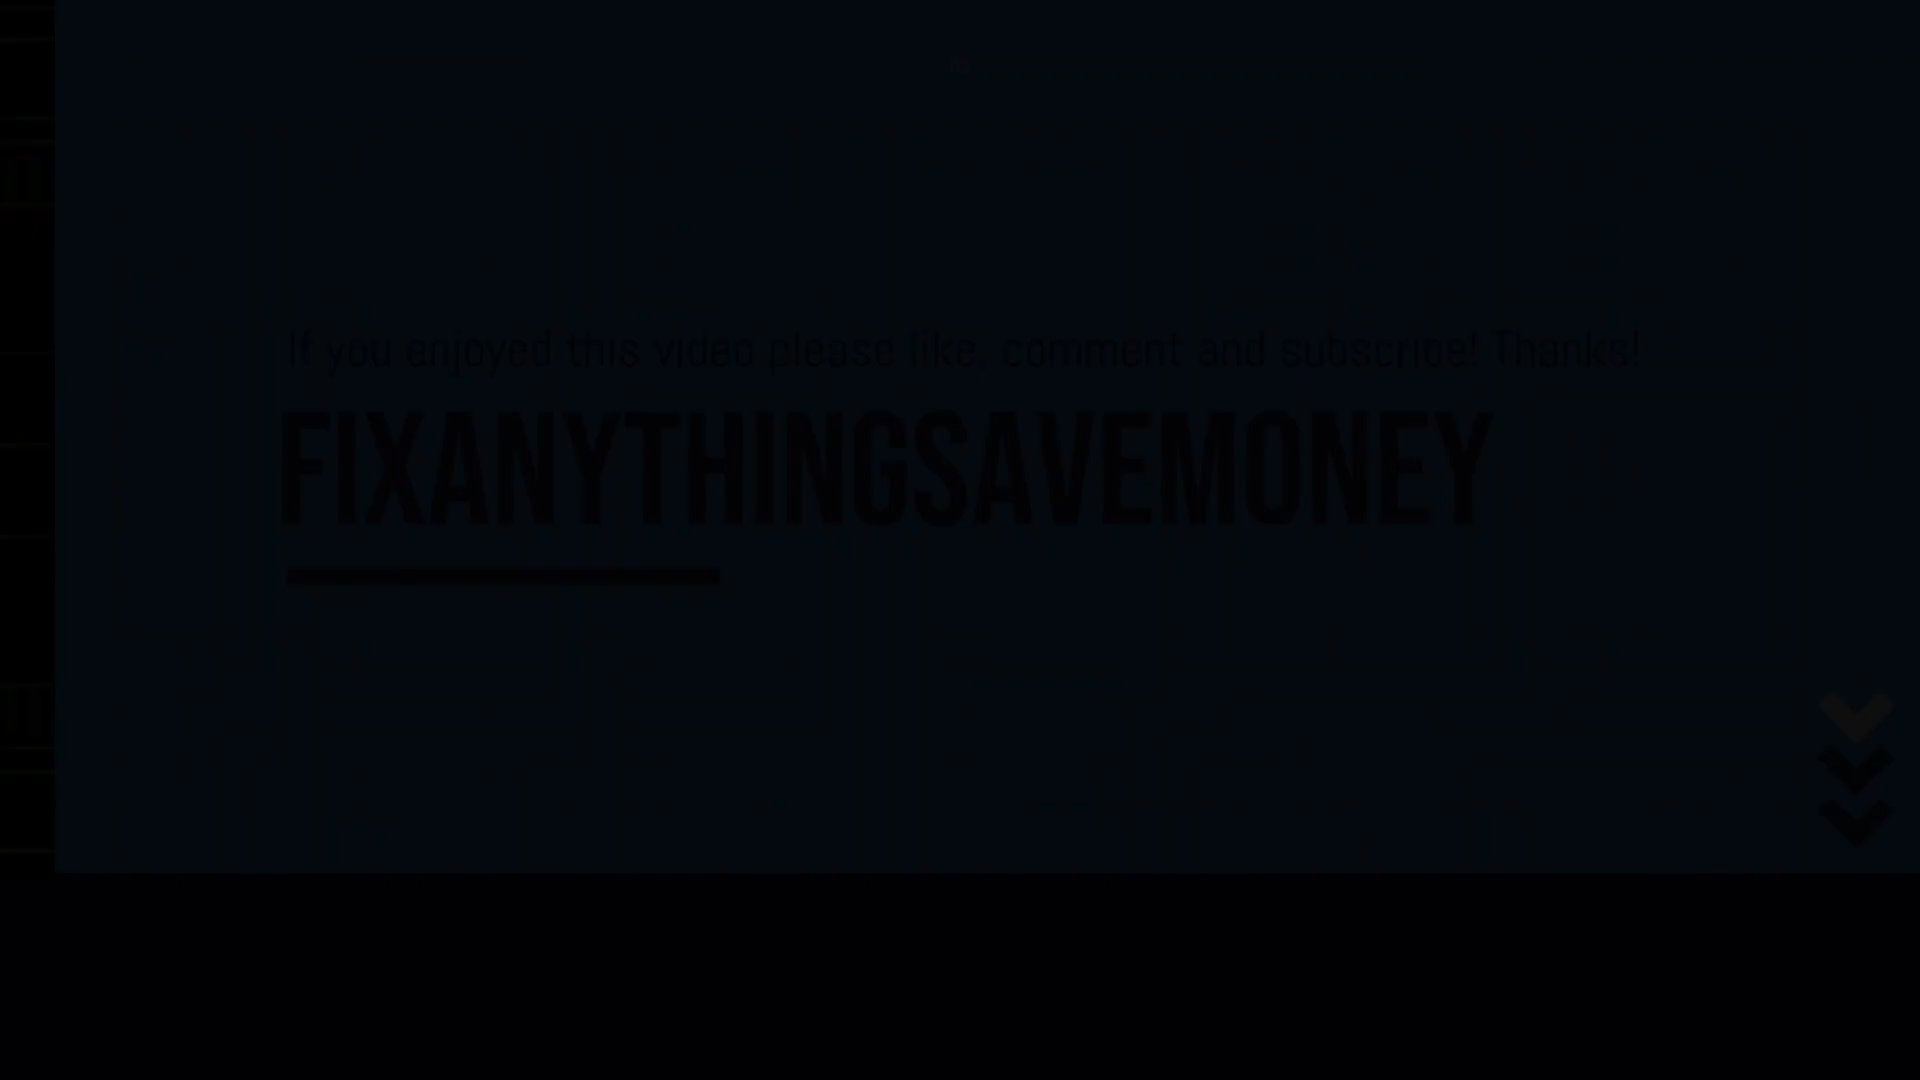 If you enjoyed this video please like, comment and subscribe! Thanks!
FIXANYTHINGSAVEMONEY